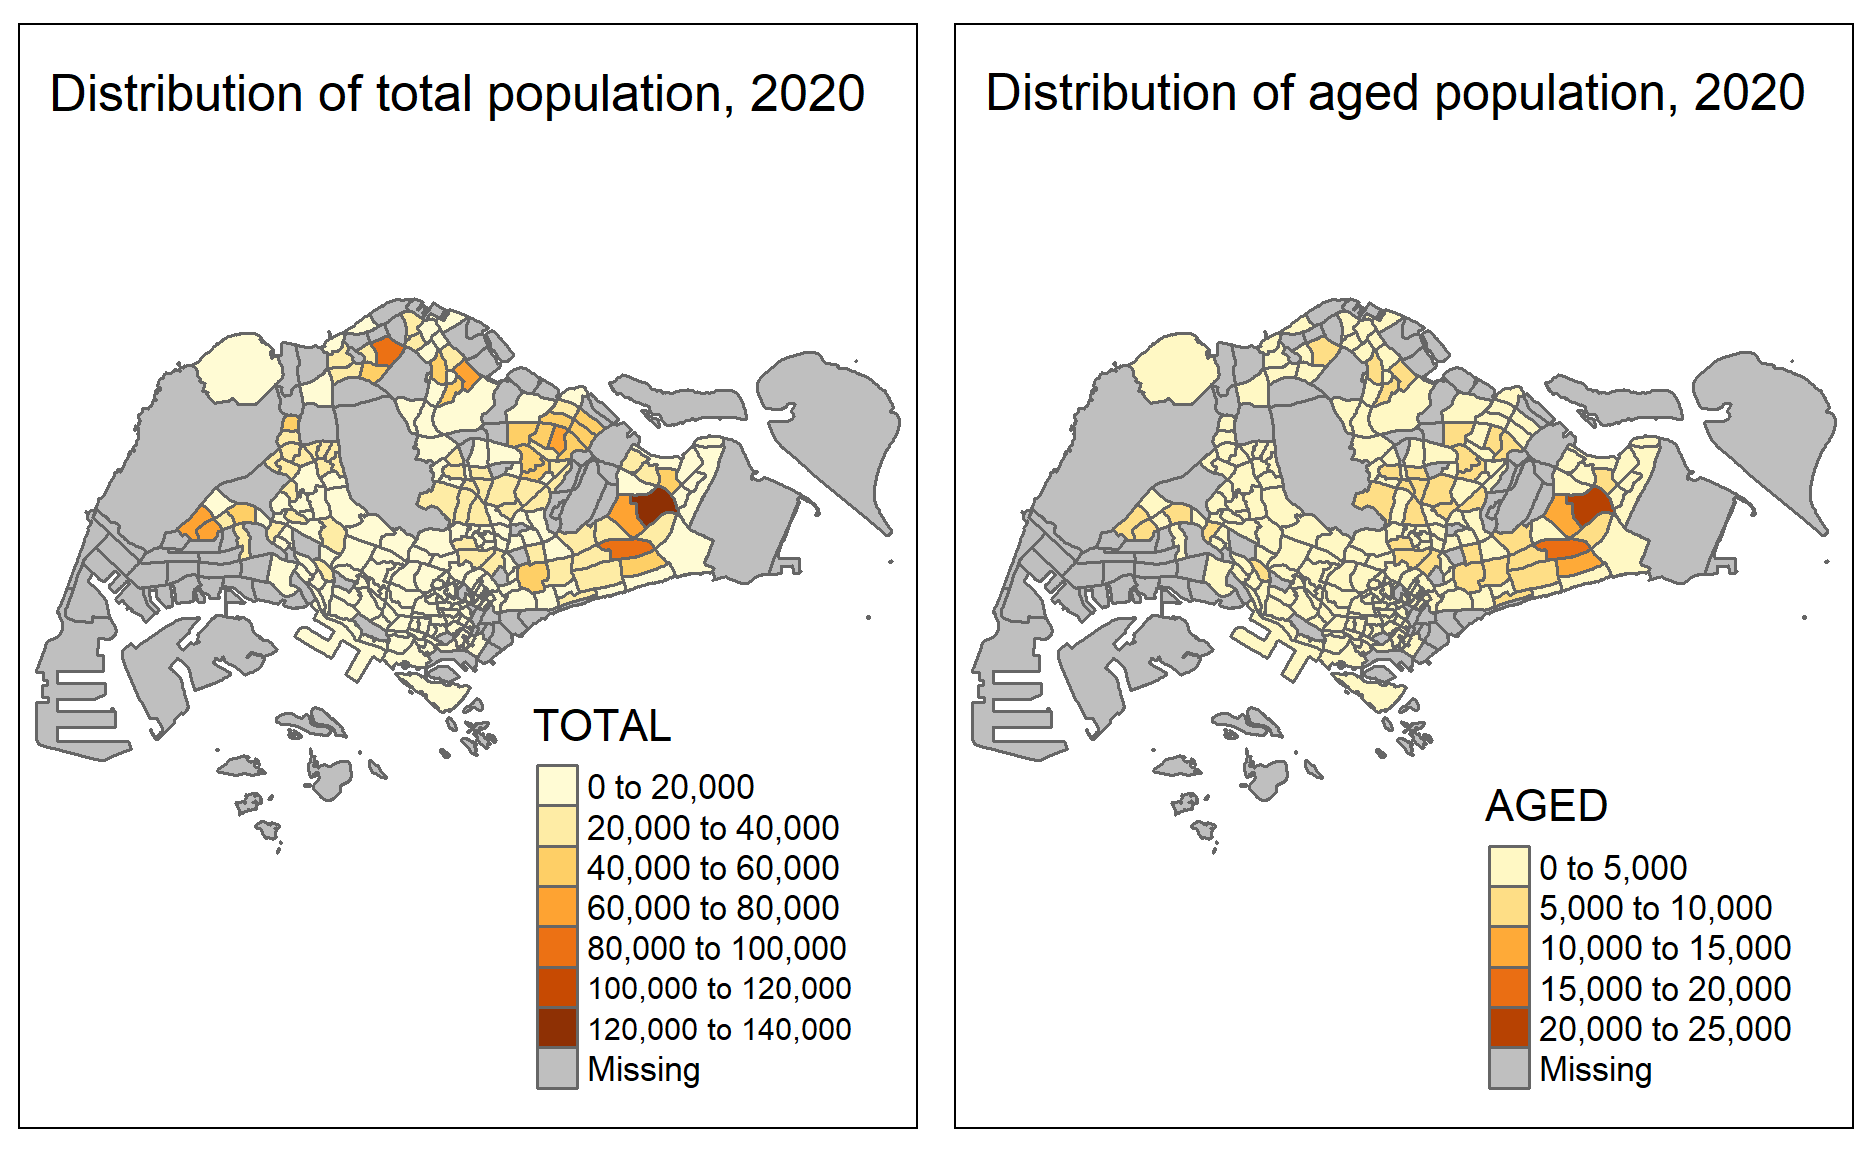 Distribution of total population, 2020
TOTAL
0 to 20,000
20,000 to 40,000
40,000 to 60,000
60,000 to 80,000
80,000 to 100,000
100,000 to 120,000
120,000 to 140,000
Missing
Distribution of aged population, 2020
AGED
0 to 5,000
5,000 to 10,000
10,000 to 15,000
15,000 to 20,000
20,000 to 25,000
Missing